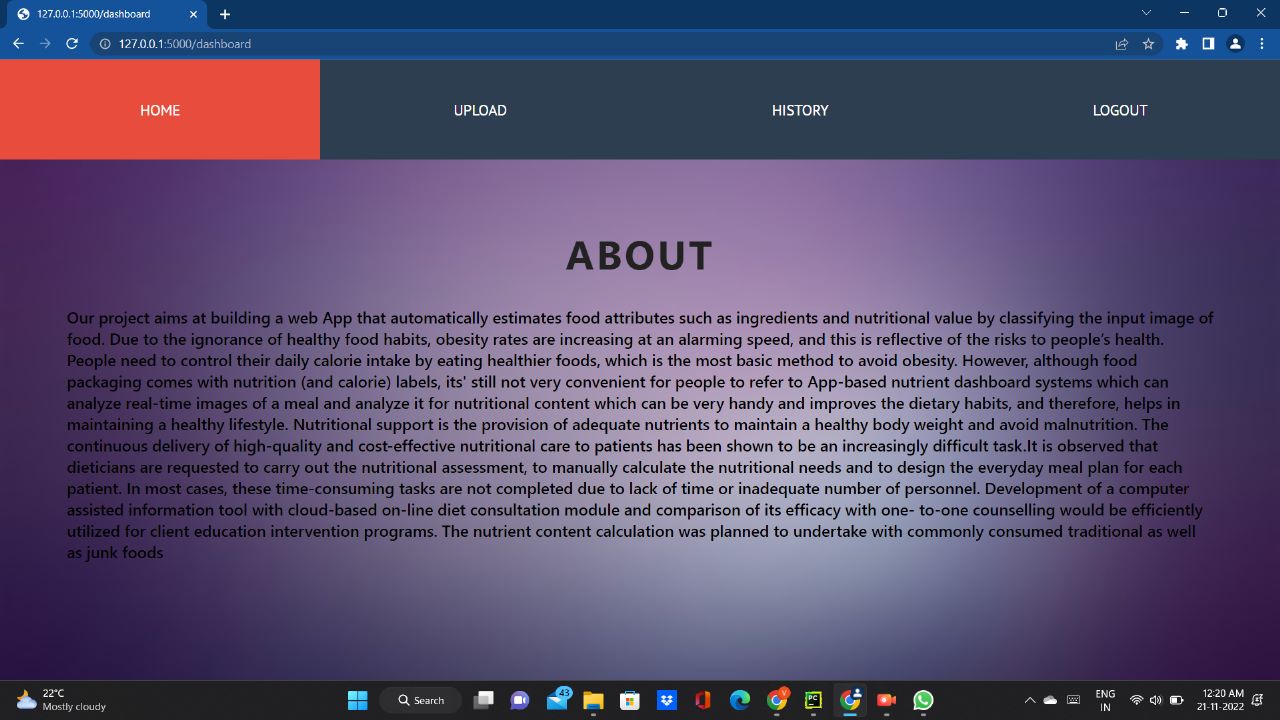 127.0.0.1:5000/dashboard
127.0.0.1:5000/dashboard
HOME UPLOAD HISTORY LOGOUT
ABOUT
Our project aims at building a web App that automatically estimates food attributes such as ingredients and nutritional value by classifying the input image of
food. Due to the ignorance of healthy food habits, obesity rates are increasing at an alarming speed, and this is reflective of the risks to people's health.
People need to control their daily calorie intake by eating healthier foods, which is the most basic method to avoid obesity. However, although food
packaging comes with nutrition (and calorie) labels, its' still not very convenient for people to refer to App-based nutrient dashboard systems which can
analyze real-time images of a meal and analyze it for nutritional content which can be very handy and improves the dietary habits, and therefore, helps in
maintaining a healthy lifestyle. Nutritional support is the provision of adequate nutrients to maintain a healthy body weight and avoid malnutrition. The
continuous delivery of high-quality and cost-effective nutritional care to patients has been shown to be an increasingly difficult task.It is observed that
dieticians are requested to carry out the nutritional assessment, to manually calculate the nutritional needs and to design the everyday meal plan for each
patient. In most cases, these time-consuming tasks are not completed due to lack of time or inadequate number of personnel. Development of a computer
assisted information tool with cloud-based on-line diet consultation module and comparison of its efficacy with one- to-one counselling would be efficiently
utilized for client education intervention programs. The nutrient content calculation was planned to undertake with commonly consumed traditional as well
as junk foods
22°C
Mostly cloudy
Search
43
V
PC
ENG
IN
12:20 AM
21-11-2022